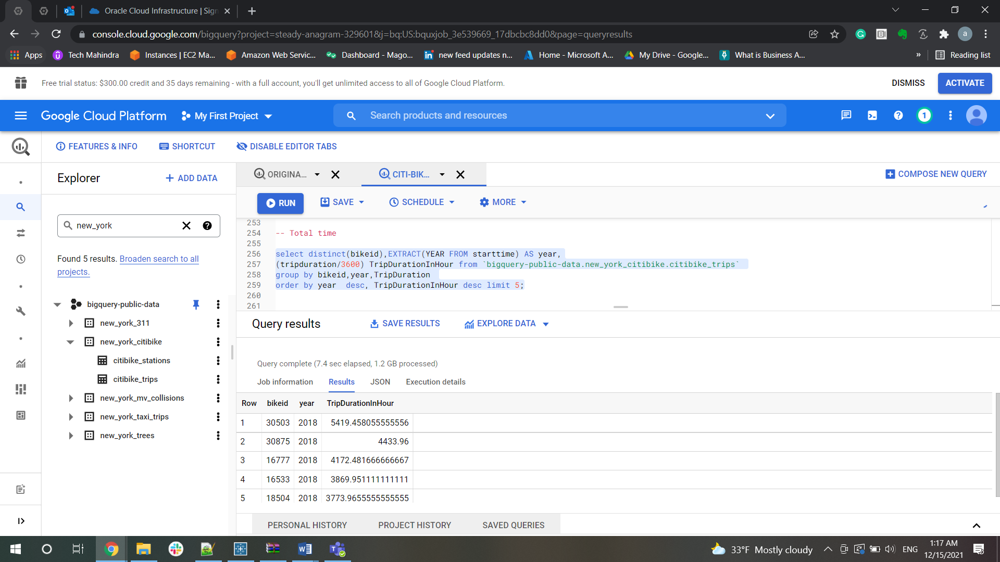 Oracle Cloud Infrastructure | Sign
console.cloud.google.com/bigquery?project=steady-anagram-329601&j=bq:US:bquxjob_3e539669_17dbcbc8dd0&page=queryresults
a
Apps
Tech Mahindra
Instances | EC2 Ma...
Amazon Web Servic...
Dashboard - Mago...
new feed updates n...
Home - Microsoft A...
My Drive - Google...
What is Business A...
»
Reading list
Free trial status: $300.00 credit and 35 days remaining - with a full account, you'll get unlimited access to all of Google Cloud Platform.
DISMISS
ACTIVATE
Google Cloud Platform
My First Project
Search products and resources
1
FEATURES & INFO
SHORTCUT
DISABLE EDITOR TABS
Explorer
+ ADD DATA
ORIGINA...
CITI-BIK...
COMPOSE NEW QUERY
RUN
SAVE
SCHEDULE
MORE
new_york
Found 5 results. Broaden search to all
projects.
bigquery-public-data
new_york_311
new_york_citibike
citibike_stations
citibike_trips
new_york_mv_collisions
new_york_taxi_trips
new_york_trees
253
254 -- Total time
255
256 select distinct(bikeid),EXTRACT(YEAR FROM starttime) AS year,
257 (tripduration/3600) TripDurationInHour from `bigquery-public-data.new_york_citibike.citibike_trips`
258 group by bikeid,year,TripDuration
259 order by year  desc, TripDurationInHour desc limit 5;
260
261
Query results
SAVE RESULTS
EXPLORE DATA
Query complete (7.4 sec elapsed, 1.2 GB processed)
Job information
Results
JSON
Execution details
Row bikeid year TripDurationInHour
1 30503 2018 5419.458055555556
2 30875 2018 4433.96
3 16777 2018 4172.481666666667
4 16533 2018 3869.951111111111
5 18504 2018 3773.9655555555555
PERSONAL HISTORY
PROJECT HISTORY
SAVED QUERIES
33°F Mostly cloudy
ENG
1:17 AM
12/15/2021